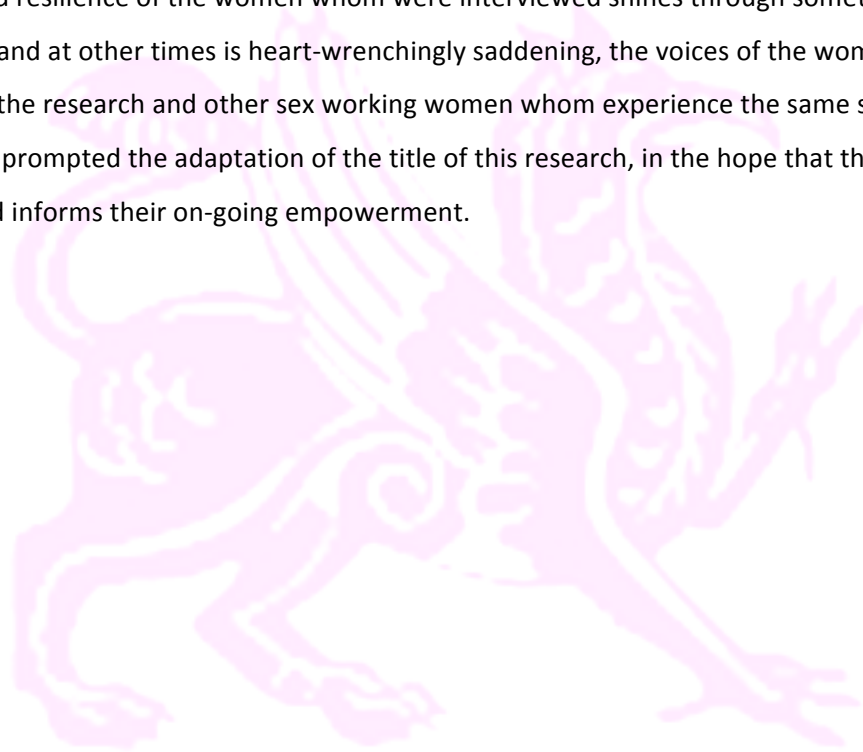 resilience of the women whom were interviewed shines through
and at other times is heart-wrenchingly saddening, the voices of the
the research and other sex working women whom experience the same
prompted the adaptation of the title of this research, in the hope that
informs their on-going empowerment.